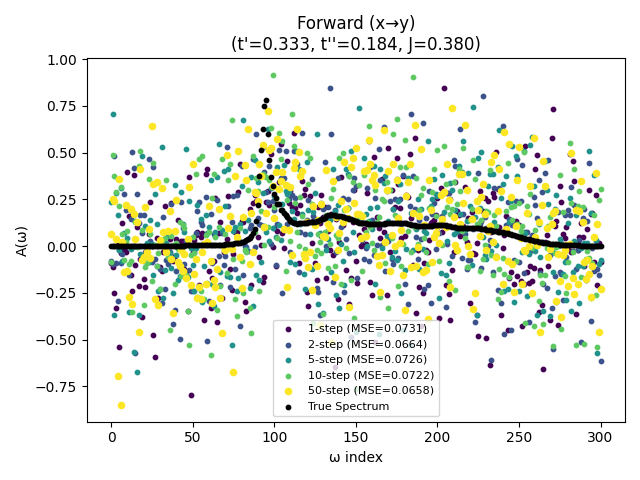 Forward (x→y)
(t'=0.333, t''=0.184, J=0.380)
A(ω)
1.00
0.75
0.50
0.25
0.00
−0.25
−0.50
−0.75
1-step (MSE=0.0731)
2-step (MSE=0.0664)
5-step (MSE=0.0726)
10-step (MSE=0.0722)
50-step (MSE=0.0658)
True Spectrum
0 50 100 150 200 250 300
ω index